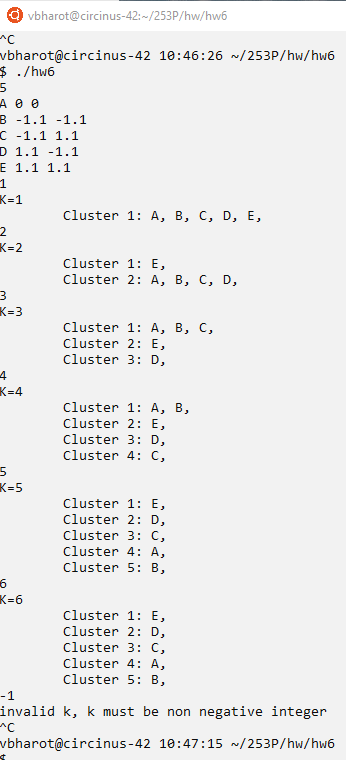 vbharot@circinus-42:~/253P/hw/hw6
^C
vbharot@circinus-42 10:46:26 ~/253P/hw/hw6
$ ./hw6
5
A 0 0
B -1.1 -1.1
C -1.1 1.1
D 1.1 -1.1
E 1.1 1.1
1
K=1
Cluster 1: A, B, C, D, E,
2
K=2
Cluster 1: E,
Cluster 2: A, B, C, D,
3
K=3
Cluster 1: A, B, C,
Cluster 2: E,
Cluster 3: D,
4
K=4
Cluster 1: A, B,
Cluster 2: E,
Cluster 3: D,
Cluster 4: C,
5
K=5
Cluster 1: E,
Cluster 2: D,
Cluster 3: C,
Cluster 4: A,
Cluster 5: B,
6
K=6
Cluster 1: E,
Cluster 2: D,
Cluster 3: C,
Cluster 4: A,
Cluster 5: B,
-1
invalid k, k must be non negative integer
^C
vbharot@circinus-42 10:47:15 ~/253P/hw/hw6
$